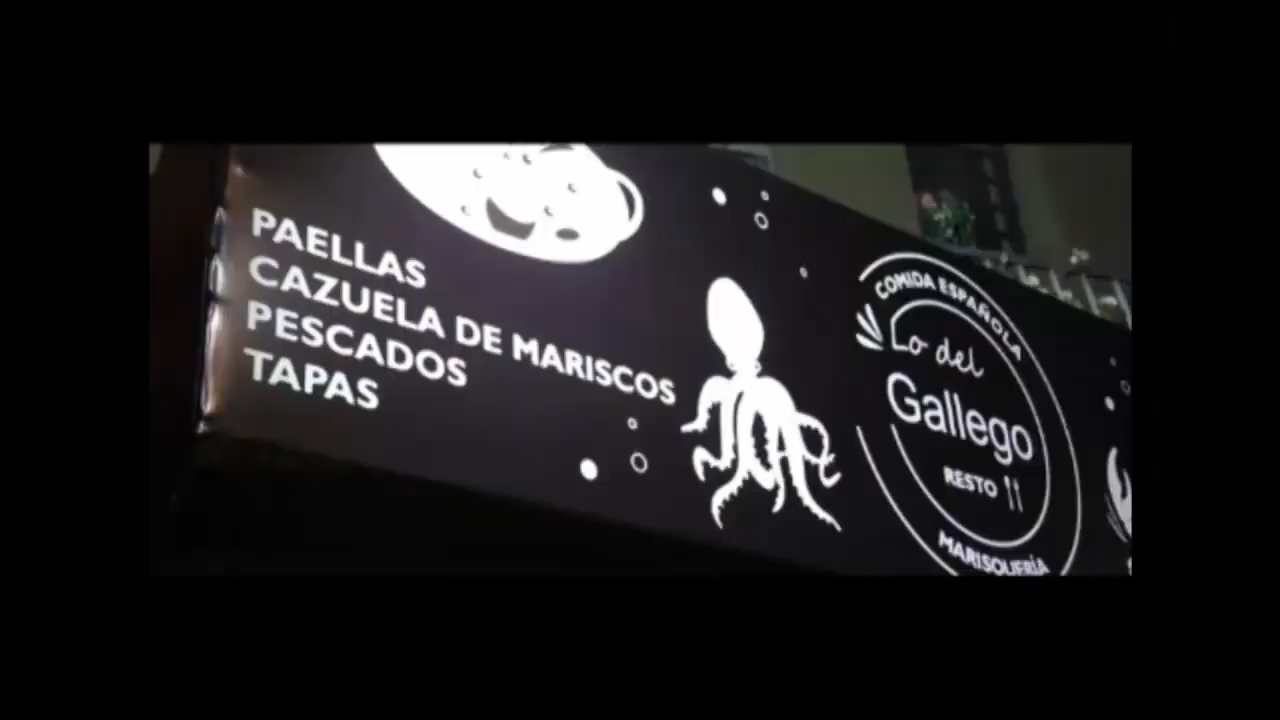 PAELLAS
CAZUELA DE MARISCOS
PESCADOS
TAPAS
COMIDA ESPAÑOLA
Lo del
Gallego
RESTO
MARISQUERÍA